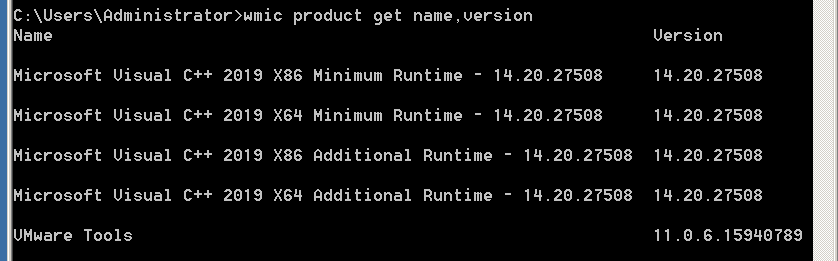 C:\Users\Administrator>wmic product get name,version
Name Version
Microsoft Visual C++ 2019 X86 Minimum Runtime - 14.20.27508 14.20.27508
Microsoft Visual C++ 2019 X64 Minimum Runtime - 14.20.27508 14.20.27508
Microsoft Visual C++ 2019 X86 Additional Runtime - 14.20.27508 14.20.27508
Microsoft Visual C++ 2019 X64 Additional Runtime - 14.20.27508 14.20.27508
VMware Tools 11.0.6.15940789